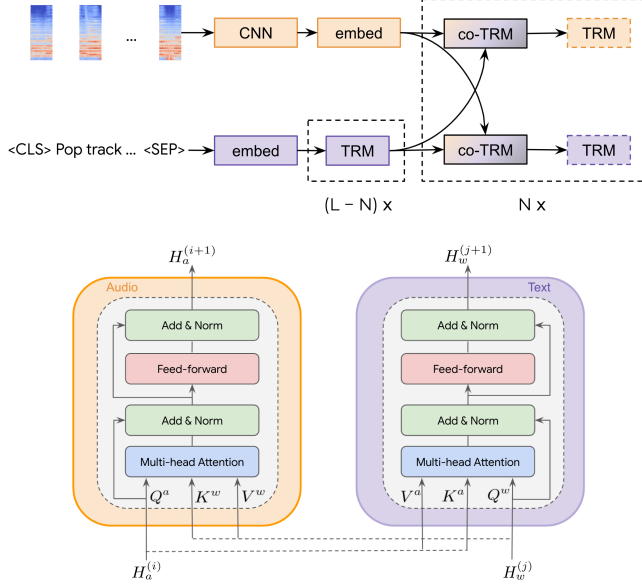 ... CNN embed co-TRM TRM
<CLS> Pop track ... <SEP> embed TRM co-TRM TRM
(L – N) x N x
H_a^{(i+1)} H_w^{(j+1)}
Audio Text
Add & Norm Add & Norm
Feed-forward Feed-forward
Add & Norm Add & Norm
Multi-head Attention Multi-head Attention
Q^a K^w V^w V^a K^a Q^w
H_a^{(i)} H_w^{(j)}